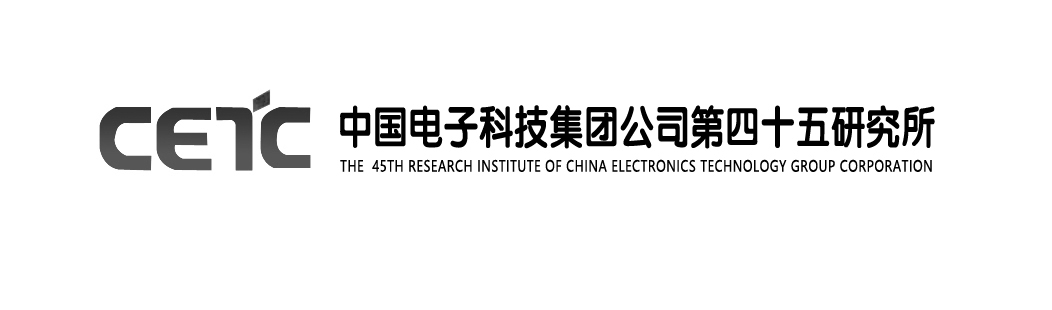 CETC 中国电子科技集团公司第四十五研究所
THE 45TH RESEARCH INSTITUTE OF CHINA ELECTRONICS TECHNOLOGY GROUP CORPORATION